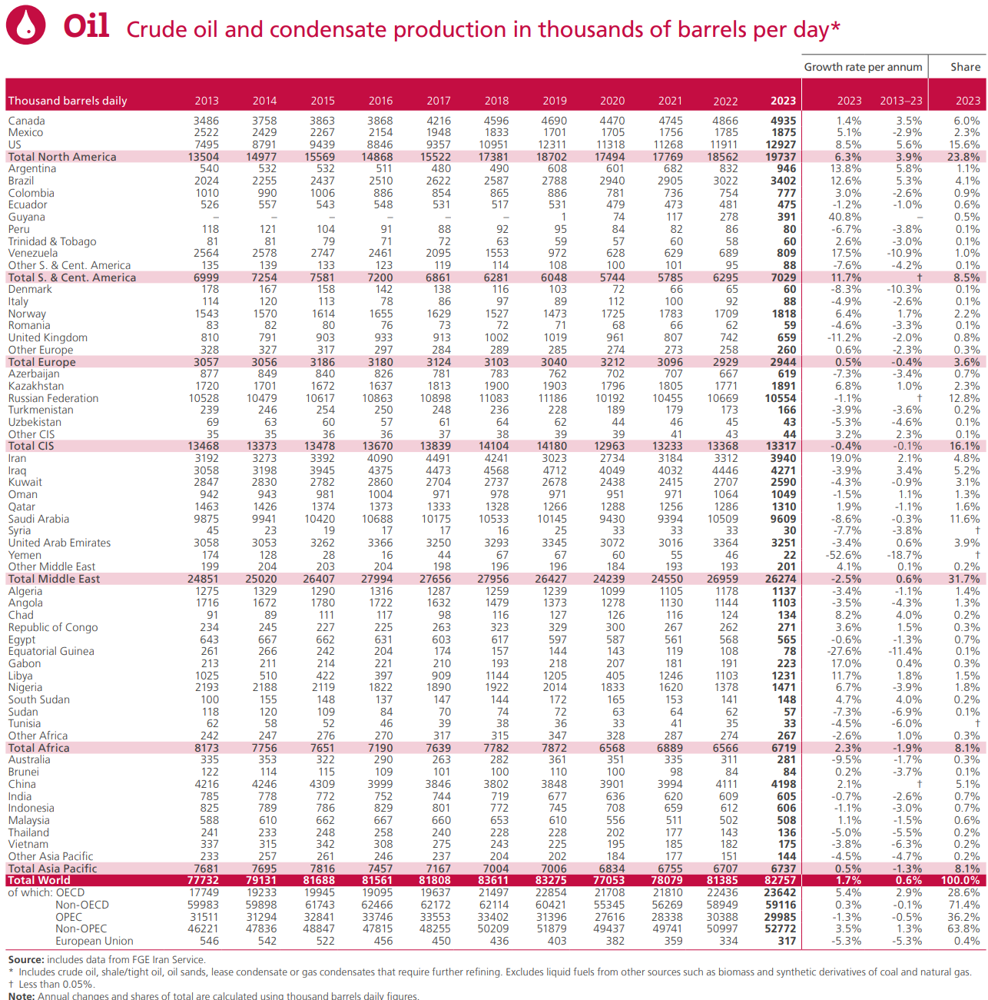 Oil Crude oil and condensate production in thousands of barrels per day*
Growth rate per annum Share
Thousand barrels daily 2013 2014 2015 2016 2017 2018 2019 2020 2021 2022 2023 2023 2013–23 2023
Canada 3486 3758 3863 3868 4216 4596 4690 4470 4745 4866 4935 1.4% 3.5% 6.0%
Mexico 2522 2429 2267 2154 1948 1833 1701 1705 1756 1785 1875 5.1% -2.9% 2.3%
US 7495 8791 9439 8846 9357 10951 12311 11318 11268 11911 12927 8.5% 5.6% 15.6%
Total North America 13504 14977 15569 14868 15522 17381 18702 17494 17769 18562 19737 6.3% 3.9% 23.8%
Argentina 540 532 532 511 480 490 608 601 682 832 946 13.8% 5.8% 1.1%
Brazil 2024 2255 2437 2510 2622 2587 2788 2940 2905 3022 3402 12.6% 5.3% 4.1%
Colombia 1010 990 1006 886 854 865 886 781 736 754 777 3.0% -2.6% 0.9%
Ecuador 526 557 543 548 531 517 531 479 473 481 475 -1.2% -1.0% 0.6%
Guyana – – – – – – 1 74 117 278 391 40.8% – 0.5%
Peru 118 121 104 91 88 92 95 84 82 86 80 -6.7% -3.8% 0.1%
Trinidad & Tobago 81 81 79 71 72 63 59 57 60 58 60 2.6% -3.0% 0.1%
Venezuela 2564 2578 2747 2461 2095 1553 972 628 629 689 809 17.5% -10.9% 1.0%
Other S. & Cent. America 135 139 133 123 119 114 108 100 101 95 88 -7.6% -4.2% 0.1%
Total S. & Cent. America 6999 7254 7581 7200 6861 6281 6048 5744 5785 6295 7029 11.7% † 8.5%
Denmark 178 167 158 142 138 116 103 72 66 65 60 -8.3% -10.3% 0.1%
Italy 114 120 113 78 86 97 89 112 100 92 88 -4.9% -2.6% 0.1%
Norway 1543 1570 1614 1655 1629 1527 1473 1725 1783 1709 1818 6.4% 1.7% 2.2%
Romania 83 82 80 76 73 72 71 68 66 62 59 -4.6% -3.3% 0.1%
United Kingdom 810 791 903 933 913 1002 1019 961 807 742 659 -11.2% -2.0% 0.8%
Other Europe 328 327 317 297 284 289 285 274 273 258 260 0.6% -2.3% 0.3%
Total Europe 3057 3056 3186 3180 3124 3103 3040 3212 3096 2929 2944 0.5% -0.4% 3.6%
Azerbaijan 877 849 840 826 781 783 762 702 707 667 619 -7.3% -3.4% 0.7%
Kazakhstan 1720 1701 1672 1637 1813 1900 1903 1796 1805 1771 1891 6.8% 1.0% 2.3%
Russian Federation 10528 10479 10617 10863 10898 11083 11186 10192 10455 10669 10554 -1.1% † 12.8%
Turkmenistan 239 246 254 250 248 236 228 189 179 173 166 -3.9% -3.6% 0.2%
Uzbekistan 69 63 60 57 61 64 62 44 46 45 43 -5.3% -4.6% 0.1%
Other CIS 35 35 36 36 37 38 39 39 41 43 44 3.2% 2.3% 0.1%
Total CIS 13468 13373 13478 13670 13839 14104 14180 12963 13233 13368 13317 -0.4% -0.1% 16.1%
Iran 3192 3273 3392 4090 4491 4241 3023 2734 3184 3312 3940 19.0% 2.1% 4.8%
Iraq 3058 3198 3945 4375 4473 4568 4712 4049 4032 4446 4271 -3.9% 3.4% 5.2%
Kuwait 2847 2830 2782 2860 2704 2737 2678 2438 2415 2707 2590 -4.3% -0.9% 3.1%
Oman 942 943 981 1004 971 978 971 951 971 1064 1049 -1.5% 1.1% 1.3%
Qatar 1463 1426 1374 1373 1333 1328 1266 1288 1256 1286 1310 1.9% -1.1% 1.6%
Saudi Arabia 9875 9941 10420 10688 10175 10533 10145 9430 9394 10509 9609 -8.6% -0.3% 11.6%
Syria 45 23 19 17 17 16 25 33 33 33 30 -7.7% -3.8% †
United Arab Emirates 3058 3053 3262 3366 3250 3293 3345 3072 3016 3364 3251 -3.4% 0.6% 3.9%
Yemen 174 128 28 16 44 67 67 60 55 46 22 -52.6% -18.7% †
Other Middle East 199 204 203 204 198 196 196 184 193 193 201 4.1% 0.1% 0.2%
Total Middle East 24851 25020 26407 27994 27656 27956 26427 24239 24550 26959 26274 -2.5% 0.6% 31.7%
Algeria 1275 1329 1290 1316 1287 1259 1239 1099 1105 1178 1137 -3.4% -1.1% 1.4%
Angola 1716 1672 1780 1722 1632 1479 1373 1278 1130 1144 1103 -3.5% -4.3% 1.3%
Chad 91 89 111 117 98 116 127 126 116 124 134 8.2% 4.0% 0.2%
Republic of Congo 234 245 227 225 263 323 329 300 267 262 271 3.6% 1.5% 0.3%
Egypt 643 667 662 631 603 617 597 587 561 568 565 -0.6% -1.3% 0.7%
Equatorial Guinea 261 266 242 204 174 157 144 143 119 108 78 -27.6% -11.4% 0.1%
Gabon 213 211 214 221 210 193 218 207 181 191 223 17.0% 0.4% 0.3%
Libya 1025 510 422 397 909 1144 1205 405 1246 1103 1231 11.7% 1.8% 1.5%
Nigeria 2193 2188 2119 1822 1890 1922 2014 1833 1620 1378 1471 6.7% -3.9% 1.8%
South Sudan 100 155 148 137 147 144 172 165 153 141 148 4.7% 4.0% 0.2%
Sudan 118 120 109 84 70 74 72 63 64 62 57 -7.3% -6.9% 0.1%
Tunisia 62 58 52 46 39 38 36 33 41 35 33 -4.5% -6.0% †
Other Africa 242 247 276 270 317 315 347 328 287 274 267 -2.6% 1.0% 0.3%
Total Africa 8173 7756 7651 7190 7639 7782 7872 6568 6889 6566 6719 2.3% -1.9% 8.1%
Australia 335 353 322 290 263 282 361 351 335 311 281 -9.5% -1.7% 0.3%
Brunei 122 114 115 109 101 100 110 100 98 84 84 0.2% -3.7% 0.1%
China 4216 4246 4309 3999 3846 3802 3848 3901 3994 4111 4198 2.1% † 5.1%
India 785 778 772 752 744 719 677 636 620 609 605 -0.7% -2.6% 0.7%
Indonesia 825 789 786 829 801 772 745 708 659 612 606 -1.1% -3.0% 0.7%
Malaysia 588 610 662 667 660 653 610 556 511 502 508 1.1% -1.5% 0.6%
Thailand 241 233 248 258 240 228 228 202 177 143 136 -5.0% -5.5% 0.2%
Vietnam 337 315 342 308 275 243 225 195 185 182 175 -3.8% -6.3% 0.2%
Other Asia Pacific 233 257 261 246 237 204 202 184 177 151 144 -4.5% -4.7% 0.2%
Total Asia Pacific 7681 7695 7816 7457 7167 7004 7006 6834 6755 6707 6737 0.5% -1.3% 8.1%
Total World 77732 79131 81688 81561 81808 83611 83275 77053 78079 81385 82757 1.7% 0.6% 100.0%
of which: OECD 17749 19233 19945 19095 19637 21497 22854 21708 21810 22436 23642 5.4% 2.9% 28.6%
Non-OECD 59983 59898 61743 62466 62172 62114 60421 55345 56269 58949 59116 0.3% -0.1% 71.4%
OPEC 31511 31294 32841 33746 33553 33402 31396 27616 28338 30388 29985 -1.3% -0.5% 36.2%
Non-OPEC 46221 47836 48847 47815 48255 50209 51879 49437 49741 50997 52772 3.5% 1.3% 63.8%
European Union 546 542 522 456 450 436 403 382 359 334 317 -5.3% -5.3% 0.4%
Source: includes data from FGE Iran Service.
* Includes crude oil, shale/tight oil, oil sands, lease condensate or gas condensates that require further refining. Excludes liquid fuels from other sources such as biomass and synthetic derivatives of coal and natural gas.
† Less than 0.05%.
Note: Annual changes and shares of total are calculated using thousand barrels daily figures.